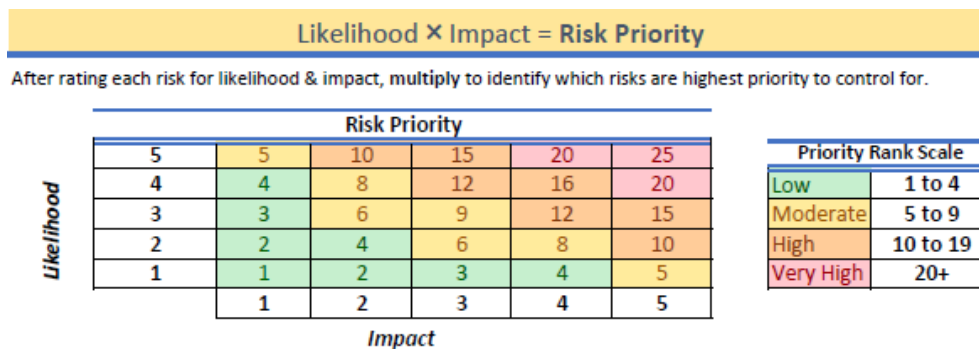 Likelihood × Impact = Risk Priority
After rating each risk for likelihood & impact, multiply to identify which risks are highest priority to control for.
Risk Priority
5 5 10 15 20 25
4 4 8 12 16 20
3 3 6 9 12 15
2 2 4 6 8 10
1 1 2 3 4 5
1 2 3 4 5
Likelihood
Impact
Priority Rank Scale
Low 1 to 4
Moderate 5 to 9
High 10 to 19
Very High 20+